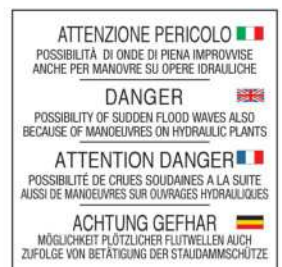 ATTENZIONE PERICOLO
POSSIBILITÀ DI ONDE DI PIENA IMPROVVISE
ANCHE PER MANOVRE SU OPERE IDRAULICHE
DANGER
POSSIBILITY OF SUDDEN FLOOD WAVES ALSO
BECAUSE OF MANOEUVRES ON HYDRAULIC PLANTS
ATTENTION DANGER
POSSIBILITÉ DE CRUES SOUDAINES A LA SUITE
AUSSI DE MANOEUVRES SUR OUVRAGES HYDRAULIQUES
ACHTUNG GEFHAR
MÖGLICHKEIT PLÖTZLICHER FLUTWELLEN AUCH
ZUFOLGE VON BETÄTIGUNG DER STAUDAMMSCHÜTZE